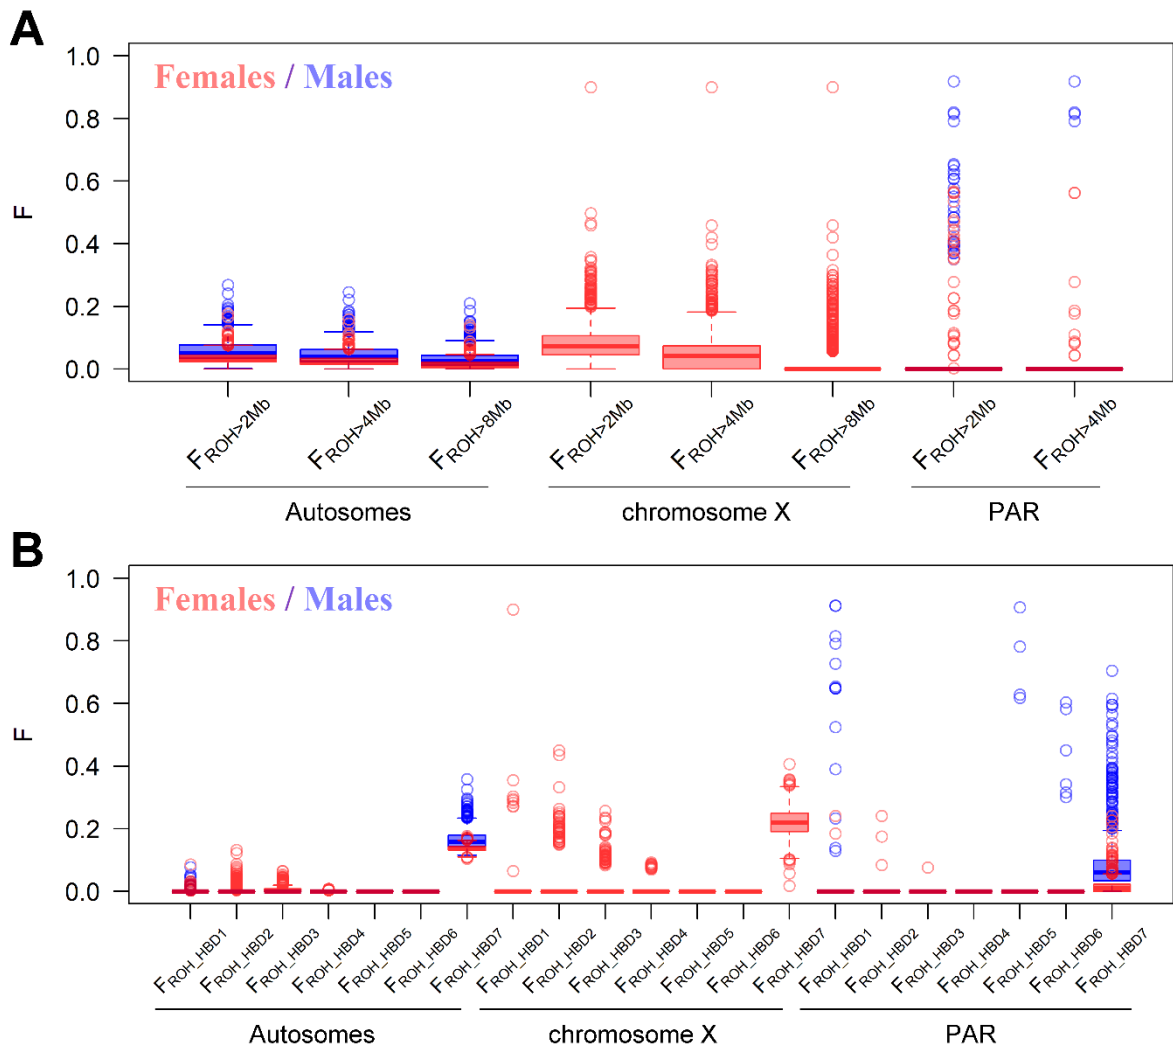 A
Females / Males
1.0
0.8
0.6
0.4
0.2
0.0
F
FROH>2Mb FROH>4Mb FROH>8Mb FROH>2Mb FROH>4Mb FROH>8Mb FROH>2Mb FROH>4Mb
Autosomes chromosome X PAR
B
Females / Males
1.0
0.8
0.6
0.4
0.2
0.0
F
FROH_HBD1 FROH_HBD2 FROH_HBD3 FROH_HBD4 FROH_HBD5 FROH_HBD6 FROH_HBD7 FROH_HBD1 FROH_HBD2 FROH_HBD3 FROH_HBD4 FROH_HBD5 FROH_HBD6 FROH_HBD7 FROH_HBD1 FROH_HBD2 FROH_HBD3 FROH_HBD4 FROH_HBD5 FROH_HBD6 FROH_HBD7
Autosomes chromosome X PAR